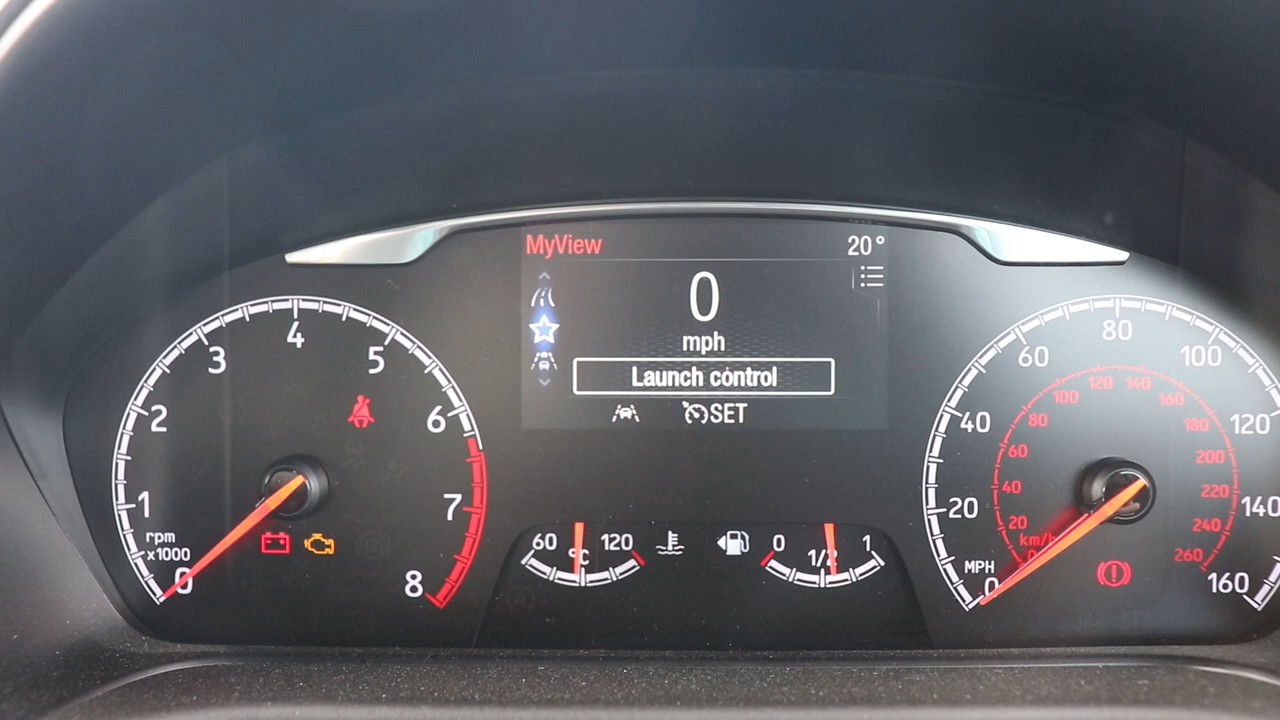 MyView 20°
0
mph
Launch control
SET
0 1 2 3 4 5 6 7 8
rpm
x1000
60 °C 120
0 1/2 1
0 20 40 60 80 100 120 140 160
MPH
20 40 60 80 100 120 140 160 180 200 220 240 260
km/h